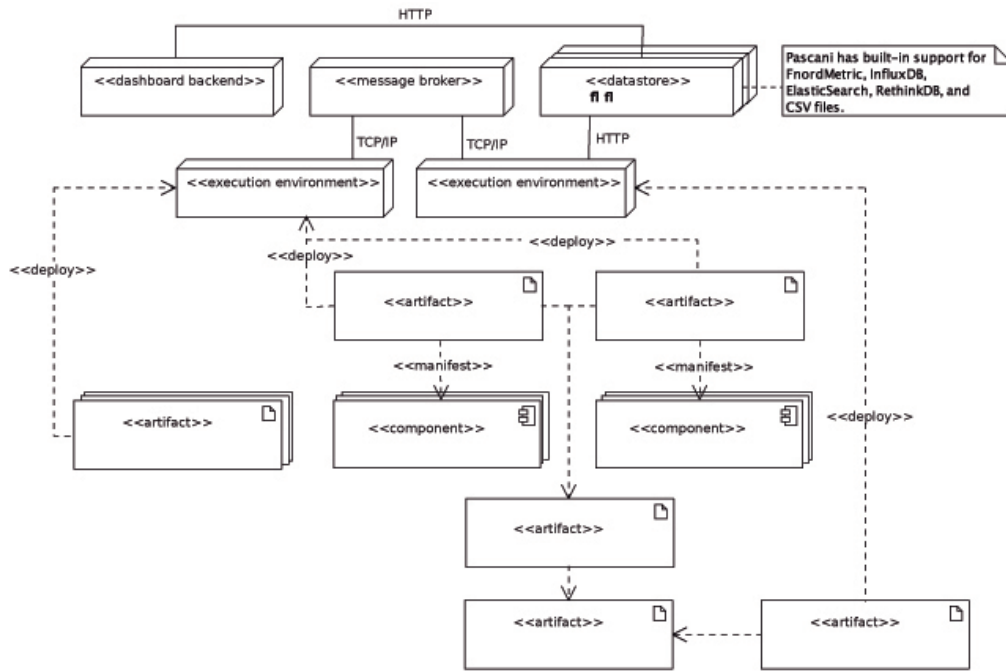 HTTP
<<dashboard backend>>
<<message broker>>
<<datastore>>
fl fl
Pascani has built-in support for
FnordMetric, InfluxDB,
ElasticSearch, RethinkDB, and
CSV files.
TCP/IP
TCP/IP
HTTP
<<execution environment>>
<<execution environment>>
<<deploy>>
<<deploy>>
<<deploy>>
<<artifact>>
<<artifact>>
<<manifest>>
<<manifest>>
<<artifact>>
<<component>>
<<component>>
<<deploy>>
<<artifact>>
<<artifact>>
<<artifact>>